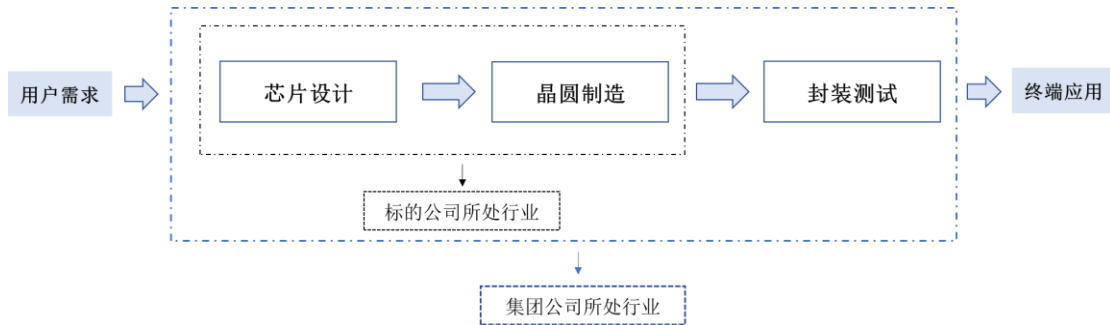 用户需求
芯片设计
晶圆制造
封装测试
终端应用
标的公司所处行业
集团公司所处行业